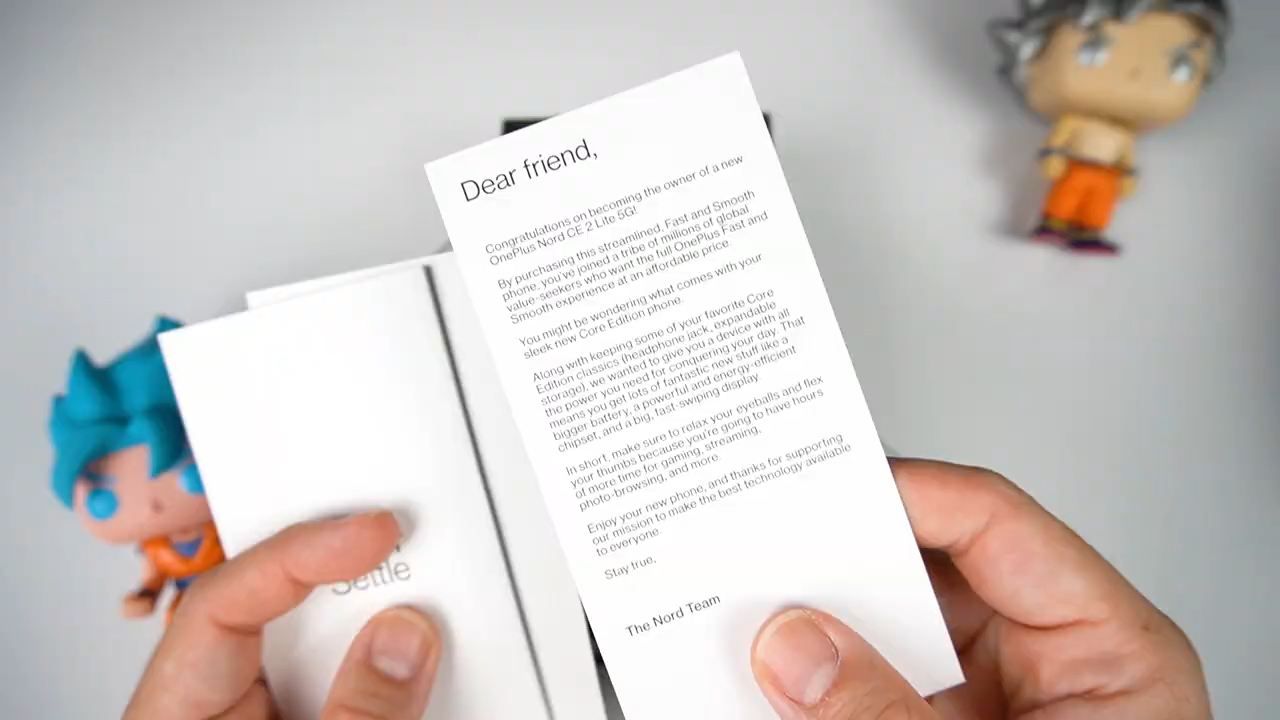 Dear friend,
Congratulations on becoming the owner of a new
OnePlus Nord CE 2 Lite 5G!
By purchasing this streamlined, Fast and Smooth
phone, you've joined a tribe of millions of global
value-seekers who want the full OnePlus Fast and
Smooth experience at an affordable price.
You might be wondering what comes with your
sleek new Core Edition phone.
Along with keeping some of your favorite Core
Edition classics (headphone jack, expandable
storage), we wanted to give you a device with all
the power you need for conquering your day. That
means you get lots of fantastic new stuff like a
bigger battery, a powerful and energy-efficient
chipset, and a big, fast-swiping display.
In short, make sure to relax your eyeballs and flex
your thumbs because you're going to have hours
of more time for gaming, streaming,
photo-browsing, and more.
Enjoy your new phone, and thanks for supporting
our mission to make the best technology available
to everyone.
Stay true,
The Nord Team
Settle